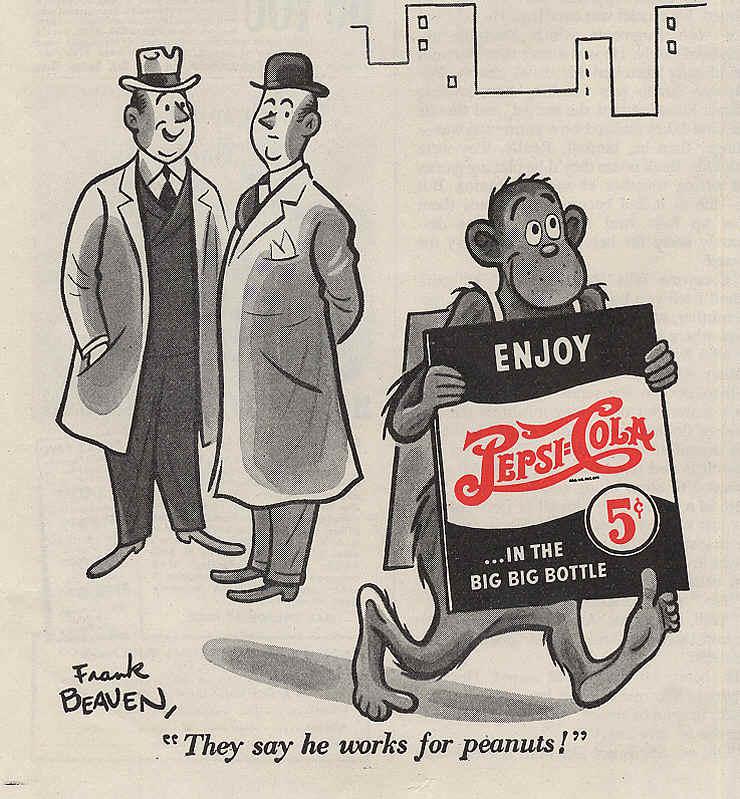 ENJOY
PEPSI=COLA
5¢
...IN THE
BIG BIG BOTTLE
Frank
BEAVEN,
"They say he works for peanuts!"